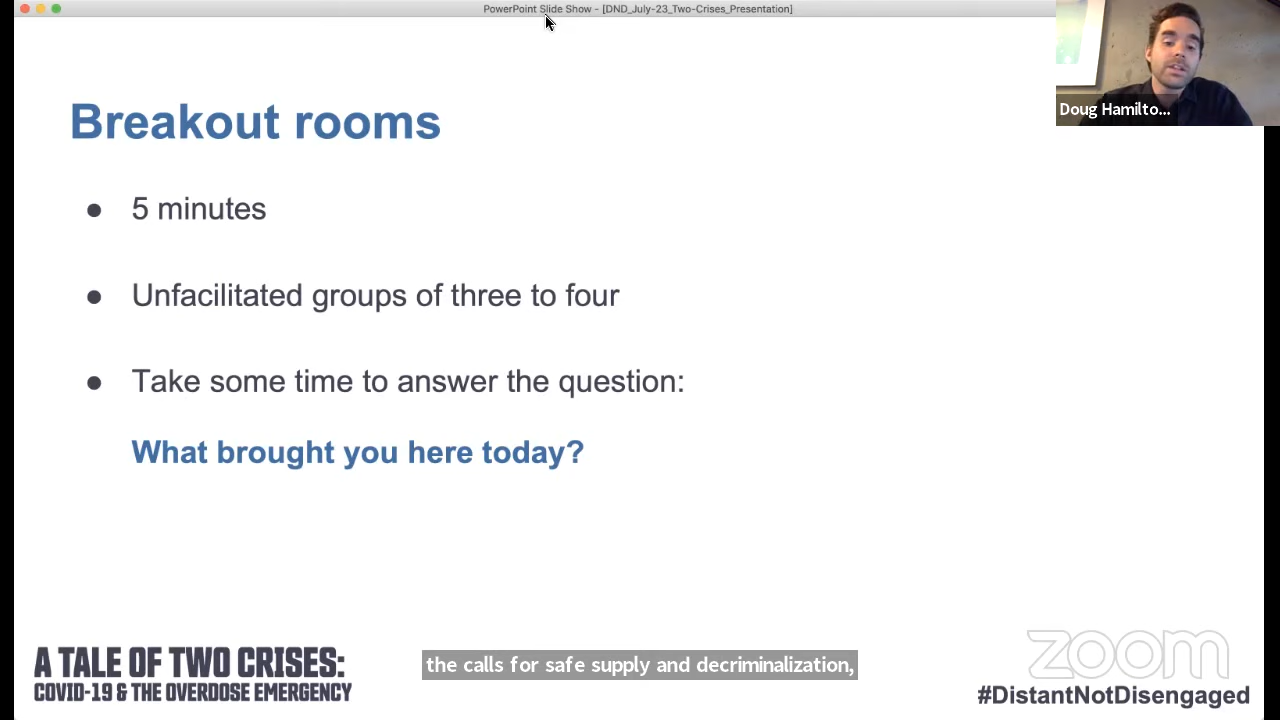 PowerPoint Slide Show - [DND_July-23_Two-Crises_Presentation]
Doug Hamilto...
Breakout rooms
● 5 minutes
● Unfacilitated groups of three to four
● Take some time to answer the question:
What brought you here today?
A TALE OF TWO CRISES:
COVID-19 & THE OVERDOSE EMERGENCY
the calls for safe supply and decriminalization,
zoom
#DistantNotDisengaged